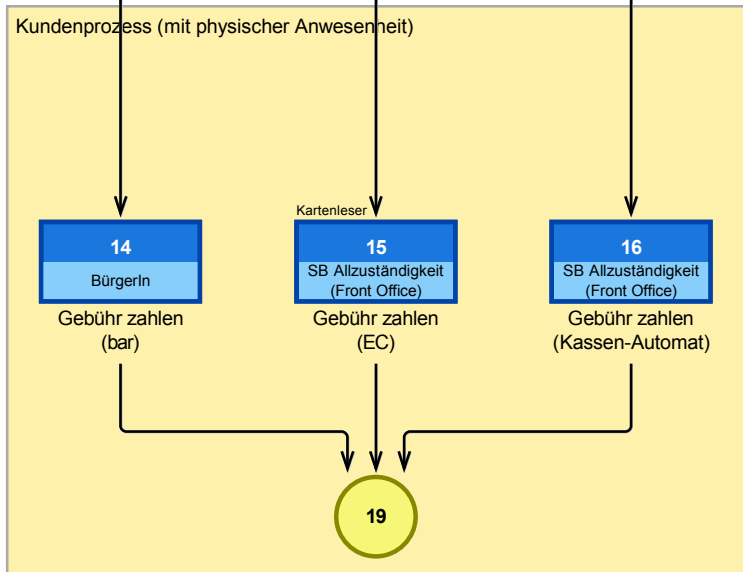 Kundenprozess (mit physischer Anwesenheit)
14
BürgerIn
Gebühr zahlen
(bar)
Kartenleser
15
SB Allzuständigkeit
(Front Office)
Gebühr zahlen
(EC)
16
SB Allzuständigkeit
(Front Office)
Gebühr zahlen
(Kassen-Automat)
19